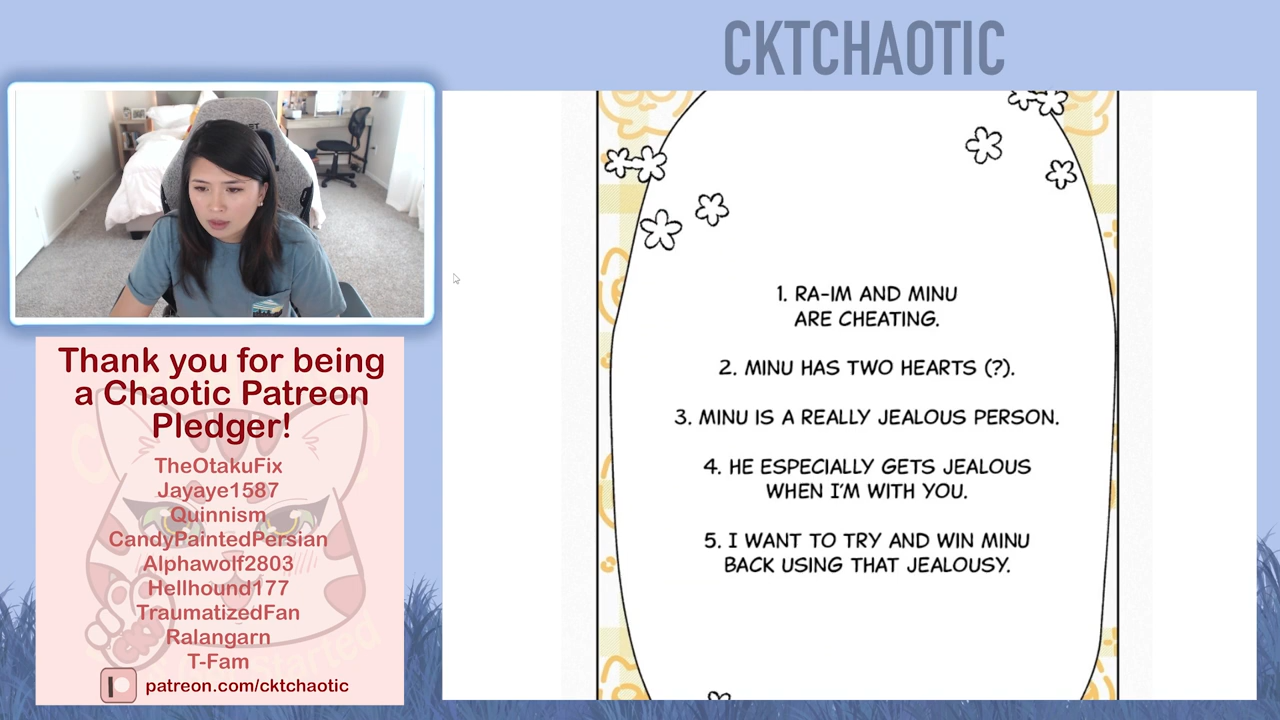 CKTCHAOTIC
Thank you for being
a Chaotic Patreon
Pledger!
TheOtakuFix
Jayaye1587
Quinnism
CandyPaintedPersian
Alphawolf2803
Hellhound177
TraumatizedFan
Ralangarn
T-Fam
patreon.com/cktchaotic
1. RA-IM AND MINU
ARE CHEATING.
2. MINU HAS TWO HEARTS (?).
3. MINU IS A REALLY JEALOUS PERSON.
4. HE ESPECIALLY GETS JEALOUS
WHEN I'M WITH YOU.
5. I WANT TO TRY AND WIN MINU
BACK USING THAT JEALOUSY.